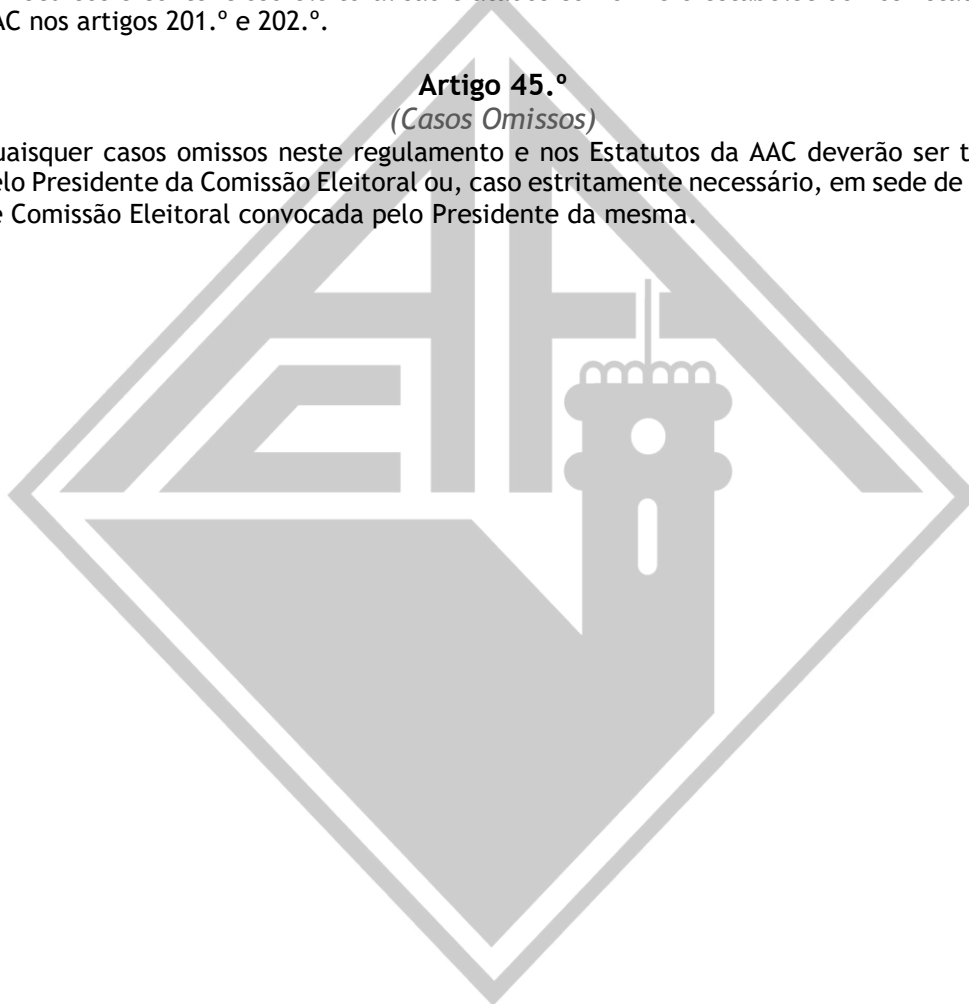 AC nos artigos 201.º e 202.º.
Artigo 45.º
(Casos Omissos)
uaisquer casos omissos neste regulamento e nos Estatutos da AAC deverão ser t
elo Presidente da Comissão Eleitoral ou, caso estritamente necessário, em sede de
e Comissão Eleitoral convocada pelo Presidente da mesma.